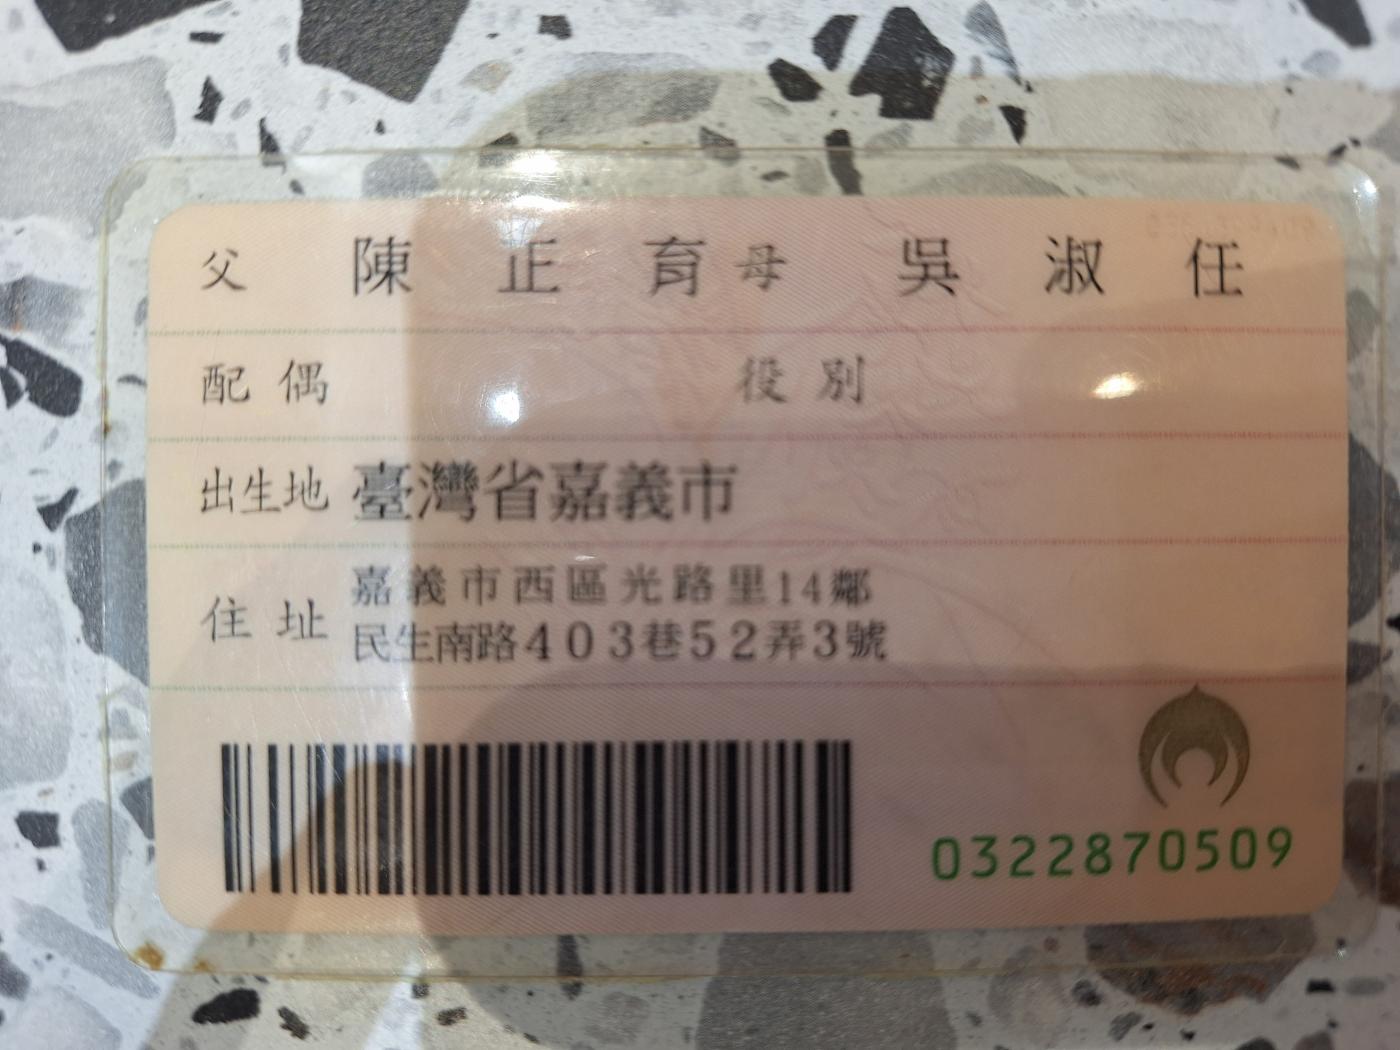 父 陳正育 母 吳淑任
配偶 役別
出生地 臺灣省嘉義市
住址 嘉義市西區光路里14鄰
民生南路403巷52弄3號
0322870509